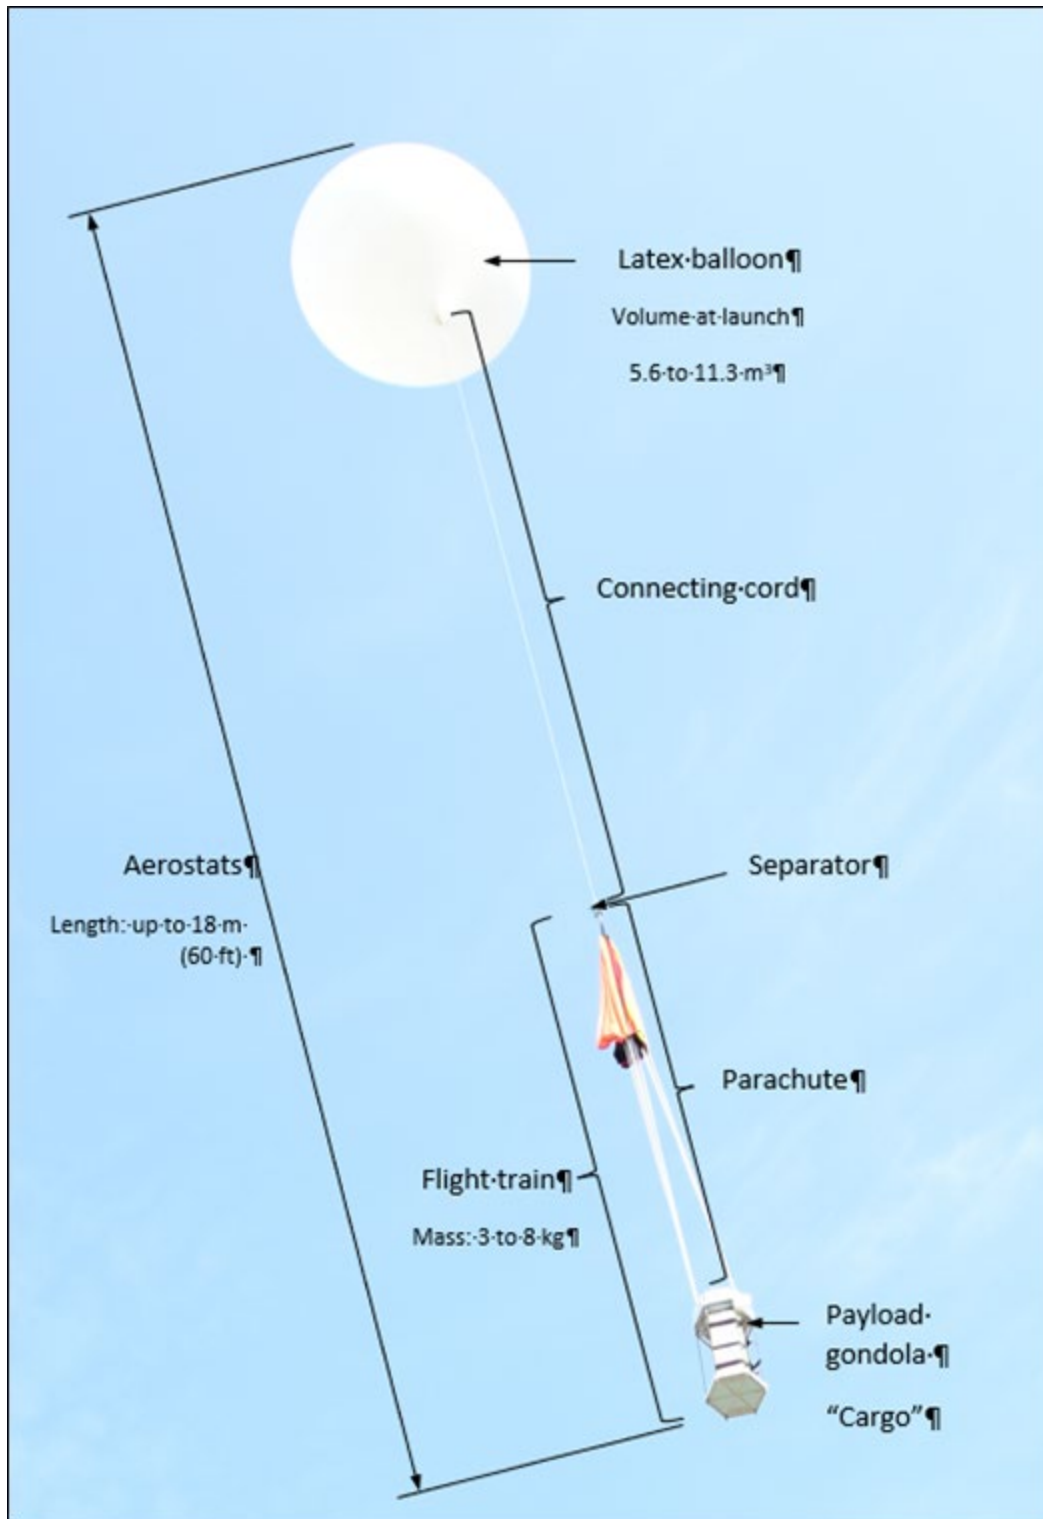 Latex·balloon¶
Volume·at·launch¶
5.6·to·11.3·m³¶
Connecting·cord¶
Aerostats¶
Length:·up·to·18·m·
(60·ft)·¶
Separator¶
Parachute¶
Flight·train¶
Mass:·3·to·8·kg¶
Payload·
gondola·¶
“Cargo”¶